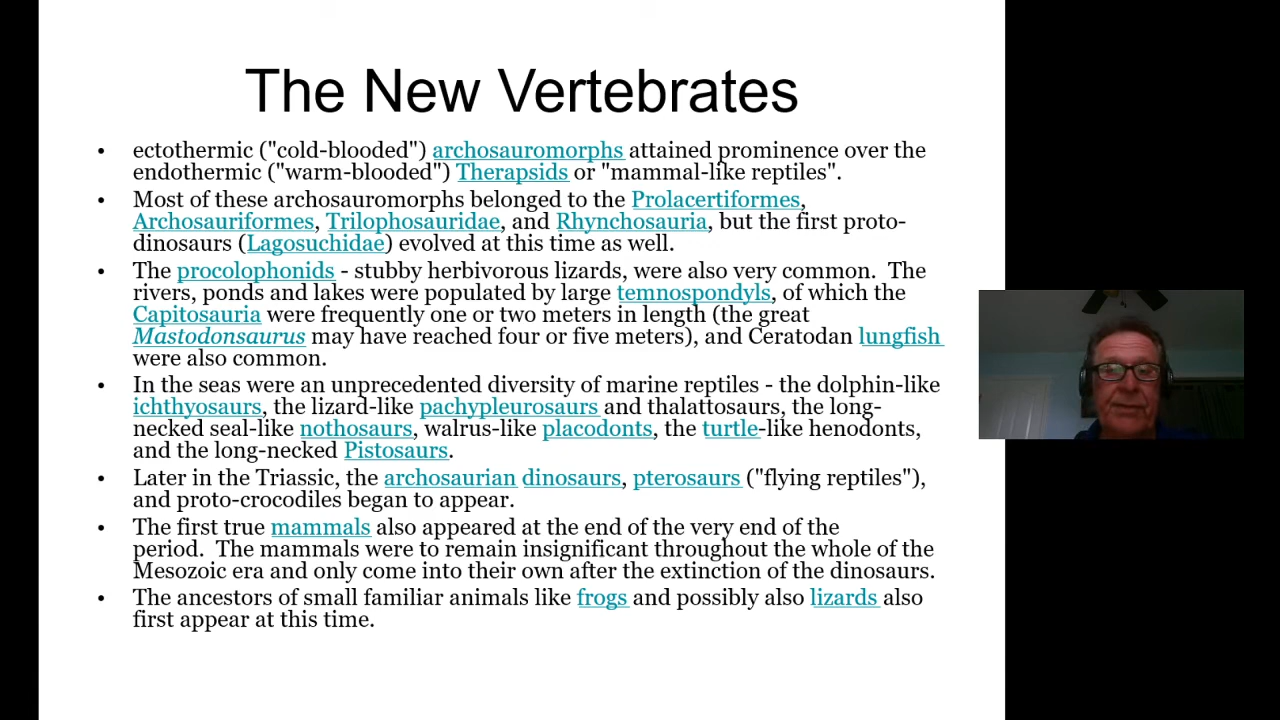 The New Vertebrates
• ectothermic ("cold-blooded") archosauromorphs attained prominence over the
endothermic ("warm-blooded") Therapsids or "mammal-like reptiles".
• Most of these archosauromorphs belonged to the Prolacertiformes,
Archosauriformes, Trilophosauridae, and Rhynchosauria, but the first proto-
dinosaurs (Lagosuchidae) evolved at this time as well.
• The procolophonids - stubby herbivorous lizards, were also very common.  The
rivers, ponds and lakes were populated by large temnospondyls, of which the
Capitosauria were frequently one or two meters in length (the great
Mastodonsaurus may have reached four or five meters), and Ceratodan lungfish
were also common.
• In the seas were an unprecedented diversity of marine reptiles - the dolphin-like
ichthyosaurs, the lizard-like pachypleurosaurs and thalattosaurs, the long-
necked seal-like nothosaurs, walrus-like placodonts, the turtle-like henodonts,
and the long-necked Pistosaurs.
• Later in the Triassic, the archosaurian dinosaurs, pterosaurs ("flying reptiles"),
and proto-crocodiles began to appear.
• The first true mammals also appeared at the end of the very end of the
period.  The mammals were to remain insignificant throughout the whole of the
Mesozoic era and only come into their own after the extinction of the dinosaurs.
• The ancestors of small familiar animals like frogs and possibly also lizards also
first appear at this time.